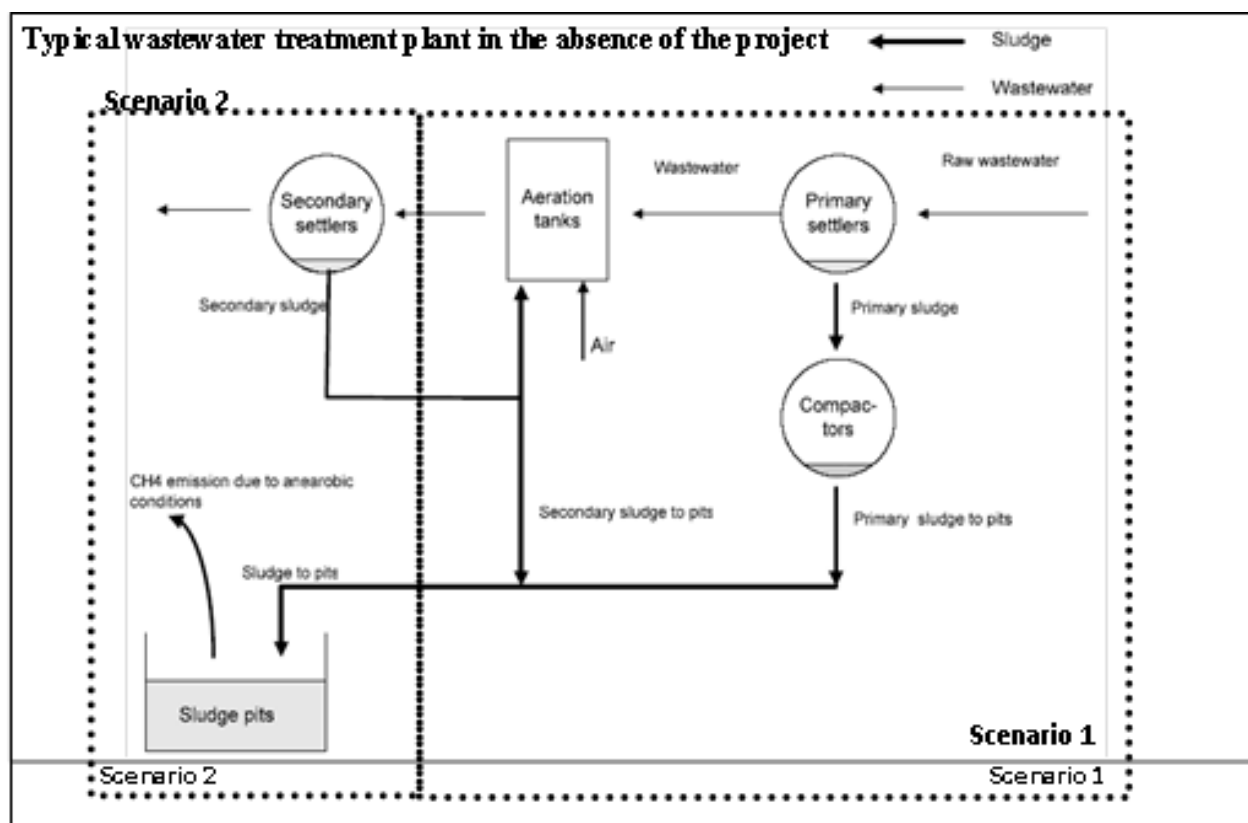 Typical wastewater treatment plant in the absence of the project
Sludge
Wastewater
Scenario 2
Secondary
settlers
Aeration
tanks
Wastewater
Primary
settlers
Raw wastewater
Secondary sludge
Air
Primary sludge
Compac-
tors
CH4 emission due to anearobic
conditions
Secondary sludge to pits
Primary sludge to pits
Sludge to pits
Sludge pits
Scenario 1
Scenario 2
Scenario 1